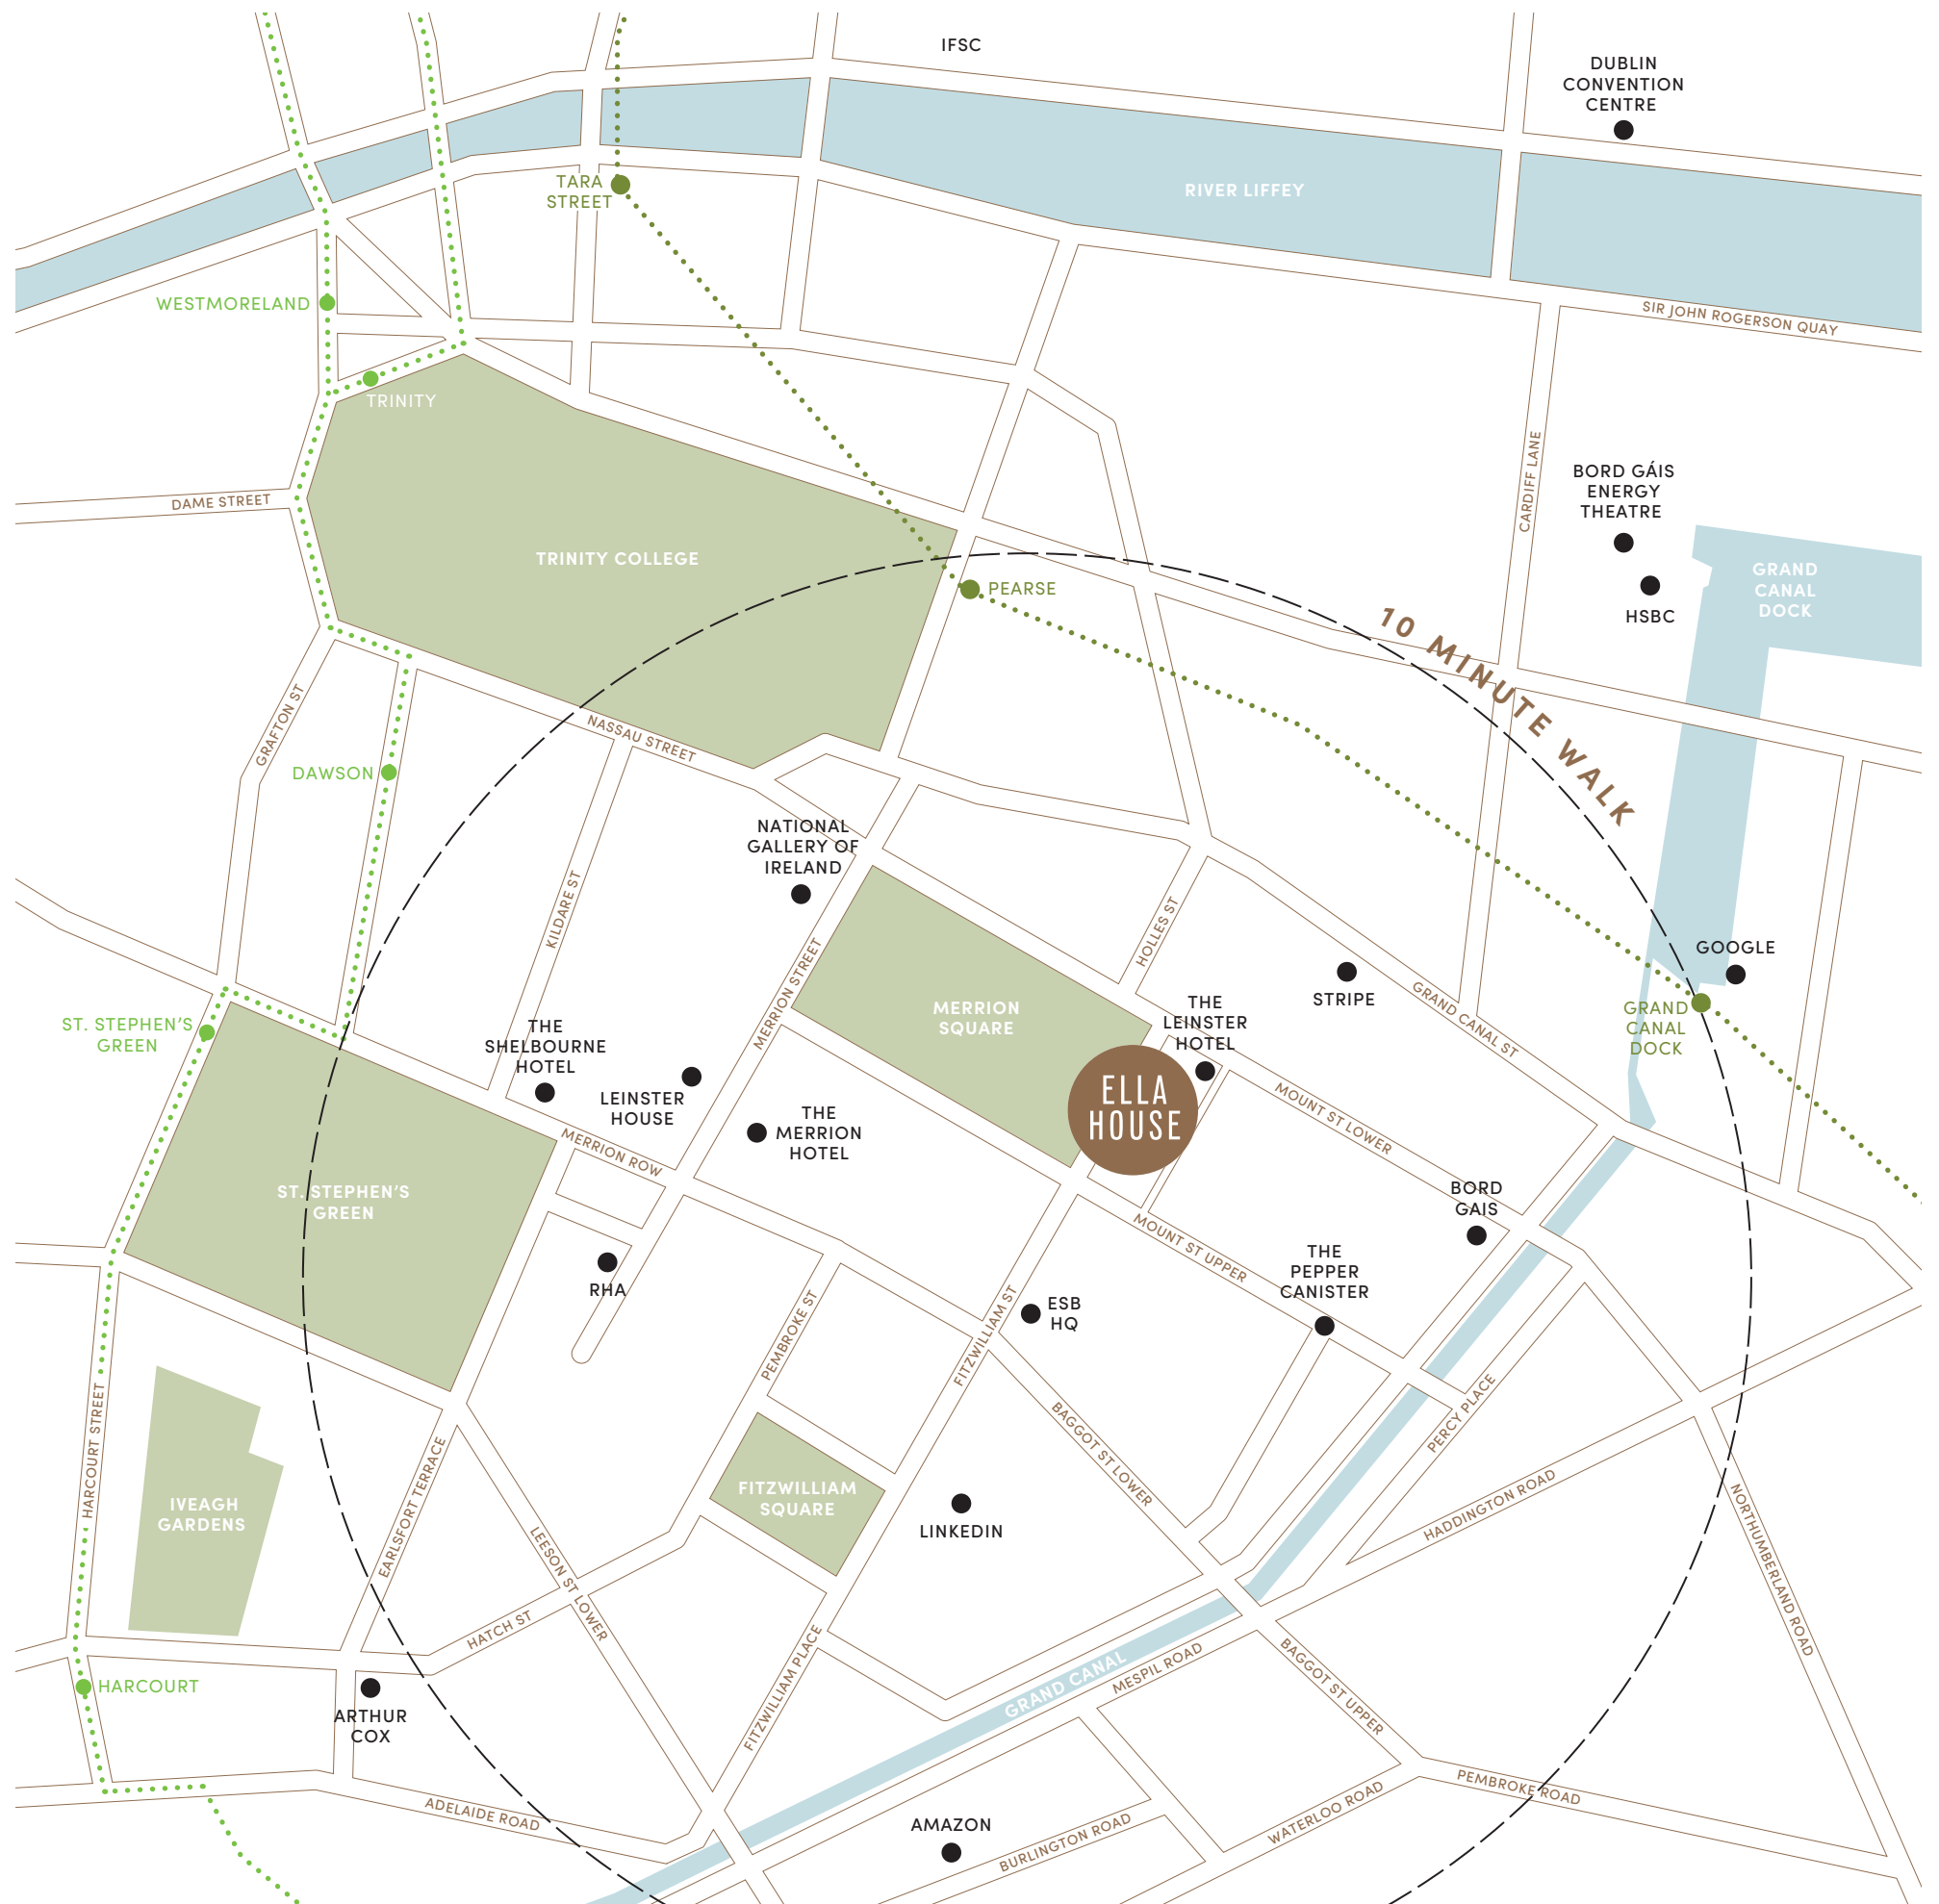 IFSC
DUBLIN
CONVENTION
CENTRE
TARA
STREET
RIVER LIFFEY
WESTMORELAND
SIR JOHN ROGERSON QUAY
TRINITY
DAME STREET
CARDIFF LANE
BORD GÁIS
ENERGY
THEATRE
TRINITY COLLEGE
PEARSE
HSBC
GRAND
CANAL
DOCK
10 MINUTE WALK
GRAFTON ST
NASSAU STREET
DAWSON
NATIONAL
GALLERY OF
IRELAND
KILDARE ST
HOLLES ST
MERRION STREET
GOOGLE
STRIPE
GRAND CANAL ST
MERRION
SQUARE
THE
LEINSTER
HOTEL
GRAND
CANAL
DOCK
ST. STEPHEN'S
GREEN
THE
SHELBOURNE
HOTEL
LEINSTER
HOUSE
THE
MERRION
HOTEL
ELLA
HOUSE
MOUNT ST LOWER
MERRION ROW
ST. STEPHEN'S
GREEN
BORD
GAIS
MOUNT ST UPPER
THE
PEPPER
CANISTER
RHA
ESB
HQ
PEMBROKE ST
FITZWILLIAM ST
HARCOURT STREET
BAGGOT ST LOWER
PERCY PLACE
EARLSFORT TERRACE
IVEAGH
GARDENS
FITZWILLIAM
SQUARE
LINKEDIN
HADDINGTON ROAD
NORTHUMBERLAND ROAD
LEESON ST LOWER
HATCH ST
HARCOURT
ARTHUR
COX
FITZWILLIAM PLACE
GRAND CANAL
MESPIL ROAD
BAGGOT ST UPPER
ADELAIDE ROAD
AMAZON
BURLINGTON ROAD
WATERLOO ROAD
PEMBROKE ROAD